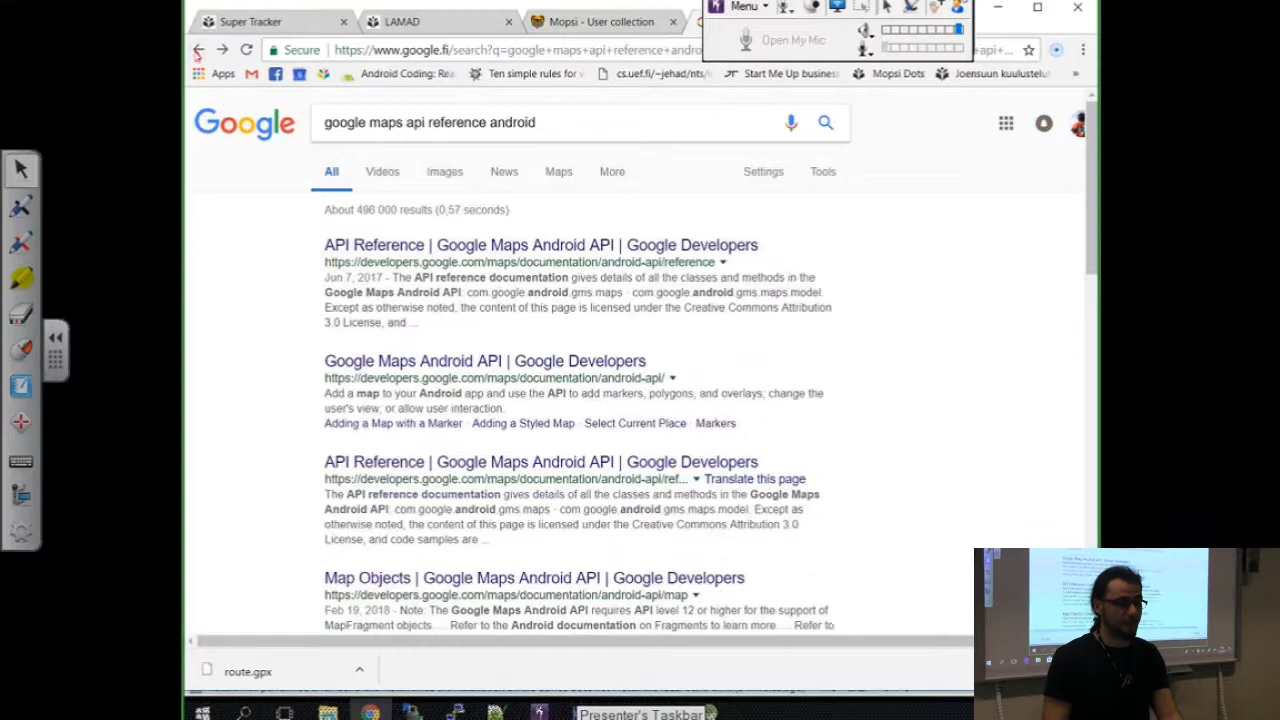 Menu
Super Tracker
LAMAD
Mopsi - User collection
Open My Mic
Secure
https://www.google.fi/search?q=google+maps+api+reference+andro
Apps
Android Coding: Rea
Ten simple rules for w
cs.uef.fi/~jehad/nts/
Start Me Up busines
Mopsi Dots
Joensuun kuulustelu
»
Google
google maps api reference android
All
Videos
Images
News
Maps
More
Settings
Tools
About 496 000 results (0,57 seconds)
API Reference | Google Maps Android API | Google Developers
https://developers.google.com/maps/documentation/android-api/reference
Jun 7, 2017 - The API reference documentation gives details of all the classes and methods in the
Google Maps Android API. com.google.android.gms.maps · com.google.android.gms.maps.model.
Except as otherwise noted, the content of this page is licensed under the Creative Commons Attribution
3.0 License, and ...
Google Maps Android API | Google Developers
https://developers.google.com/maps/documentation/android-api/
Add a map to your Android app and use the API to add markers, polygons, and overlays; change the
user's view; or allow user interaction.
Adding a Map with a Marker · Adding a Styled Map · Select Current Place · Markers
API Reference | Google Maps Android API | Google Developers
https://developers.google.com/maps/documentation/android-api/ref...
Translate this page
The API reference documentation gives details of all the classes and methods in the Google Maps
Android API. com.google.android.gms.maps · com.google.android.gms.maps.model. Except as
otherwise noted, the content of this page is licensed under the Creative Commons Attribution 3.0
License, and code samples are ...
Map Objects | Google Maps Android API | Google Developers
https://developers.google.com/maps/documentation/android-api/map
Feb 19, 2018 - Note: The Google Maps Android API requires API level 12 or higher for the support of
MapFragment objects. ... Refer to the Android documentation on Fragments to learn more. ... Refer to
route.gpx
Presenter's Taskbar